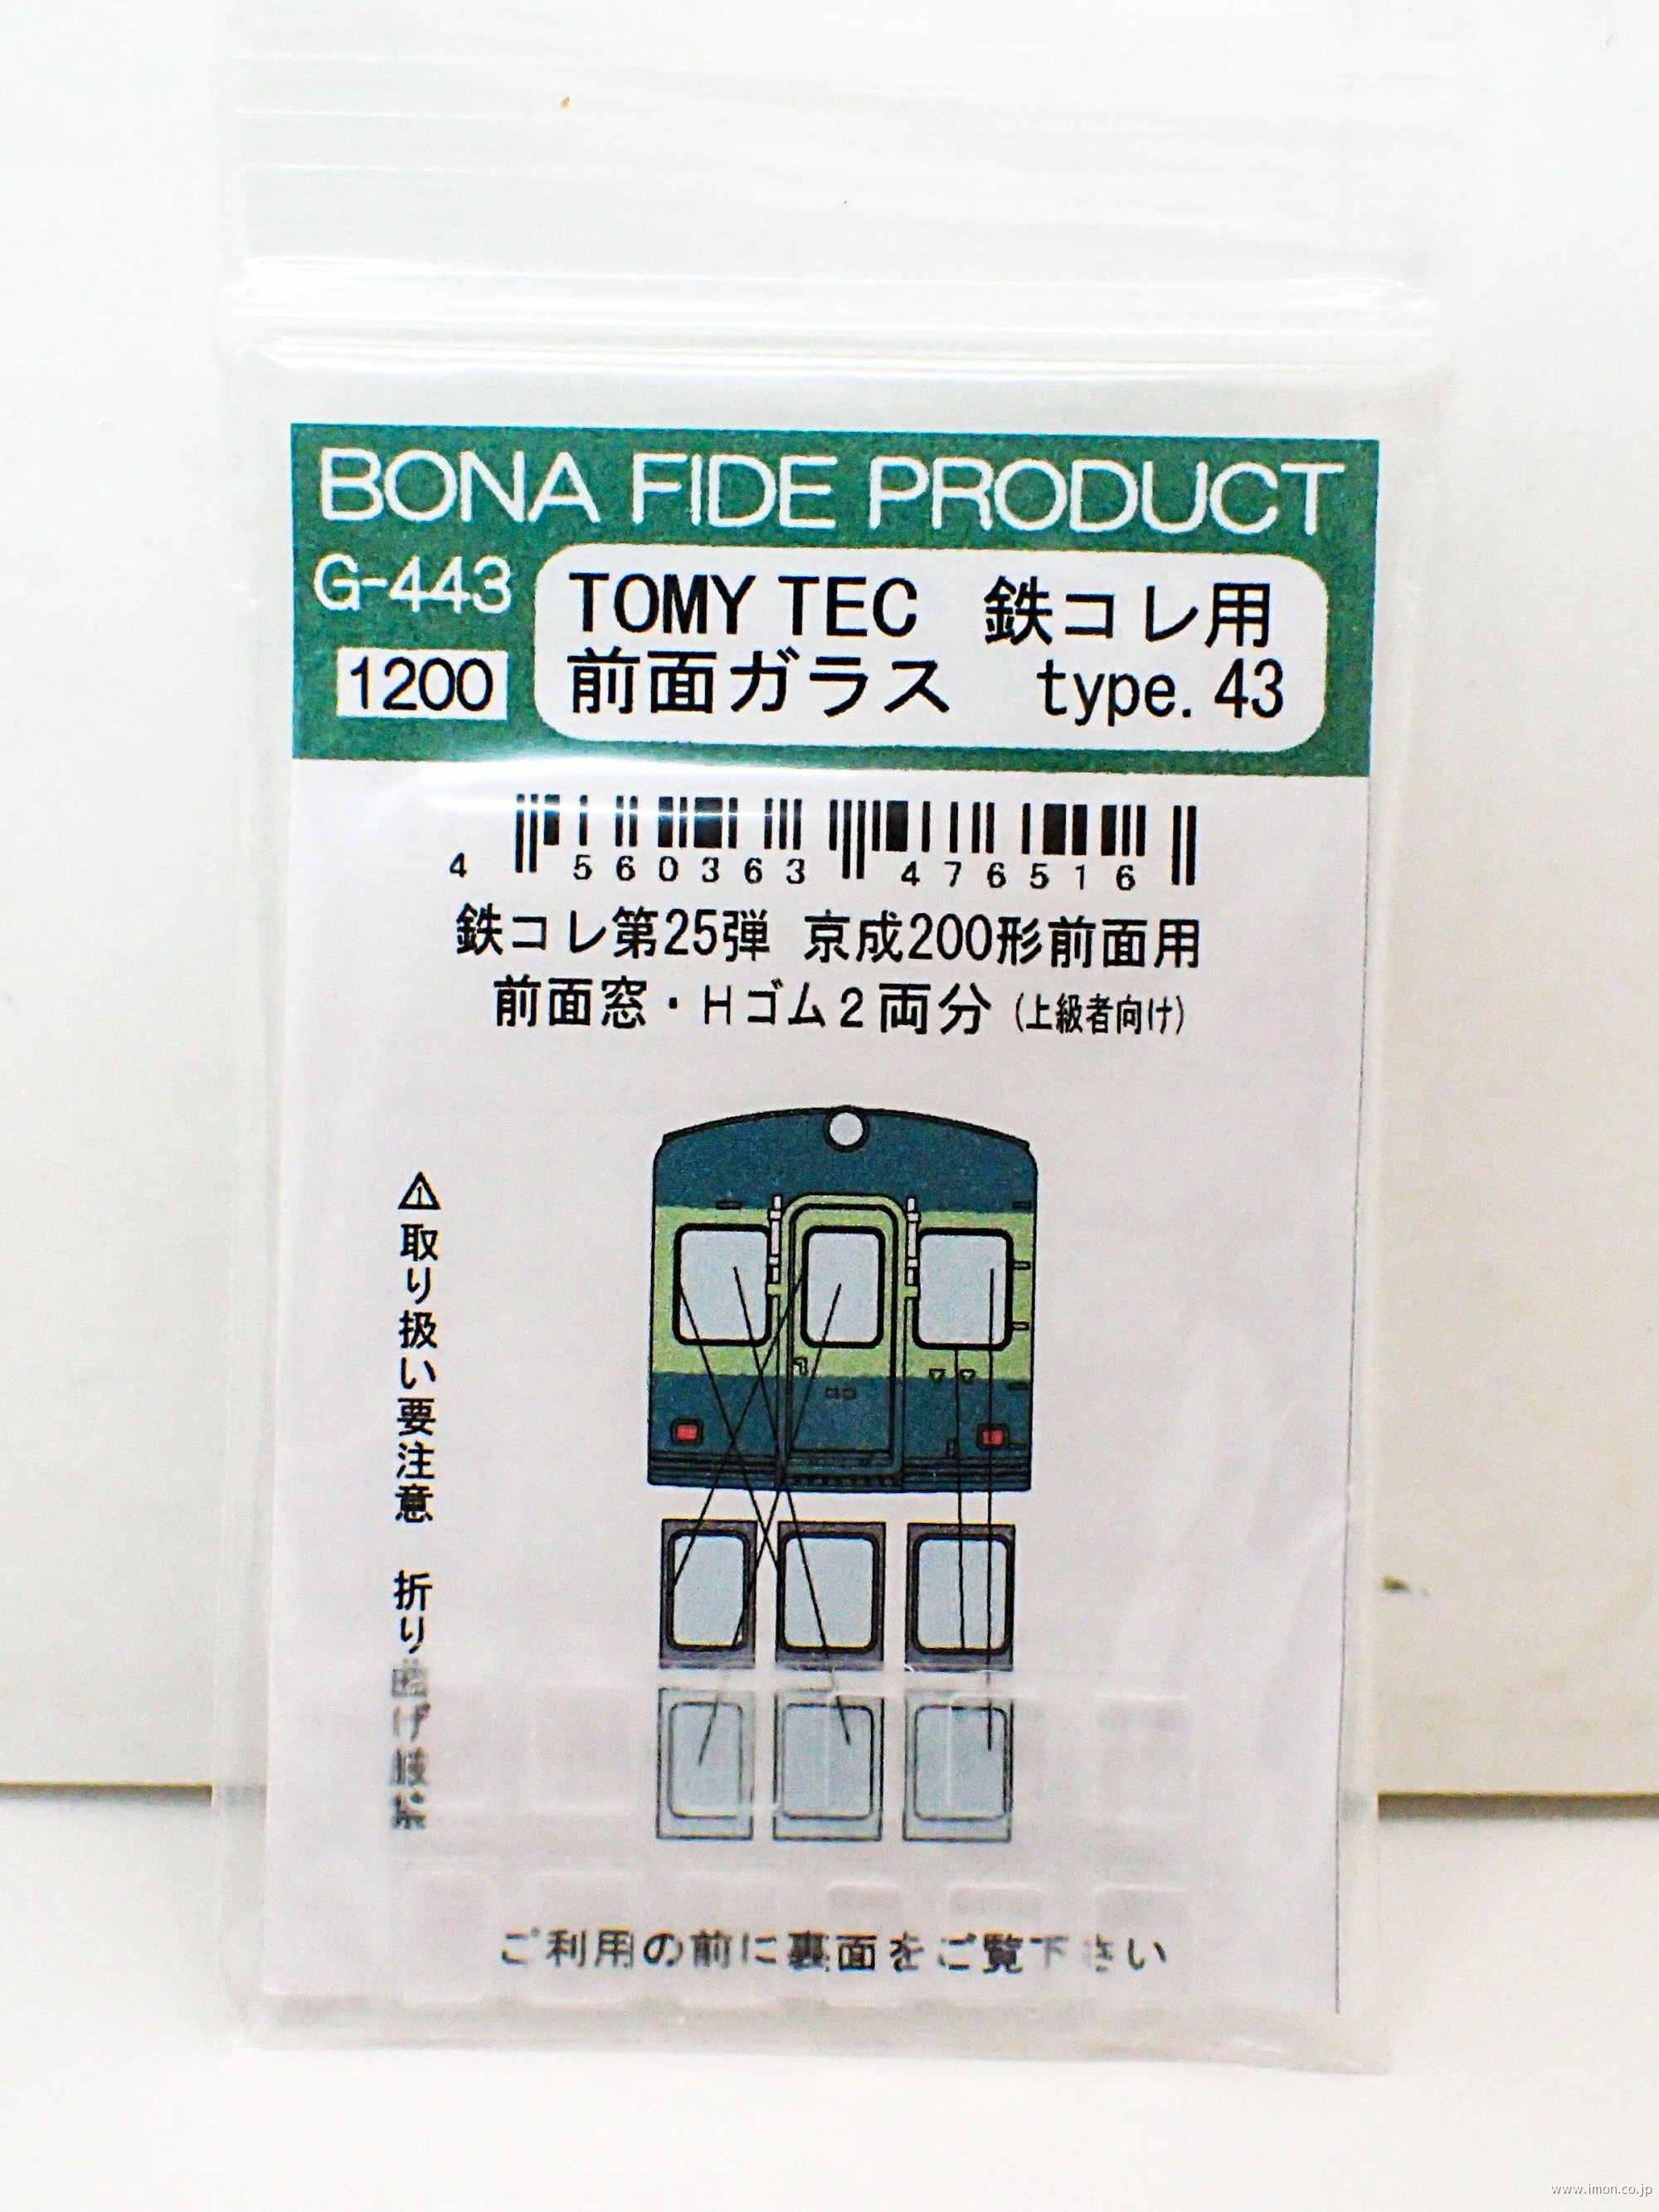 BONA FIDE PRODUCT
G-443
1200
TOMY TEC 鉄コレ用
前面ガラス type.43
4 560363 476516
鉄コレ第25弾 京成200形前面用
前面窓・Hゴム2両分(上級者向け)
⚠取り扱い要注意 折り曲げ厳禁
ご利用の前に裏面をご覧下さい
www.imon.co.jp